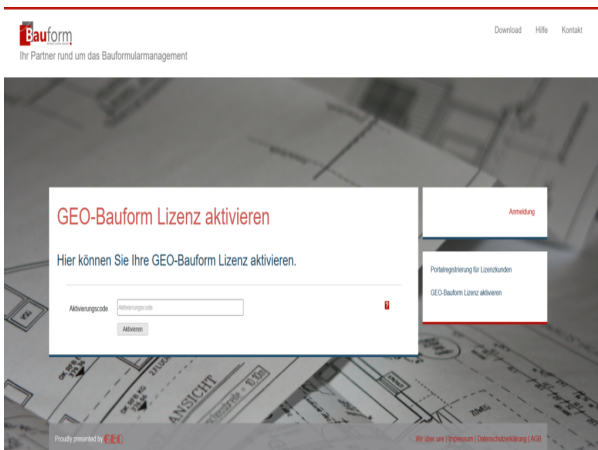 Bauform
Ihr Partner rund um das Bauformularmanagement
Download Hilfe Kontakt
GEO-Bauform Lizenz aktivieren
Hier können Sie Ihre GEO-Bauform Lizenz aktivieren.
Aktivierungscode Aktivierungscode ?
Aktivieren
Anmeldung
Portalregistrierung für Lizenzkunden
GEO-Bauform Lizenz aktivieren
ANSICHT
Proudly presented by GEO
Wir über uns | Impressum | Datenschutzerklärung | AGB